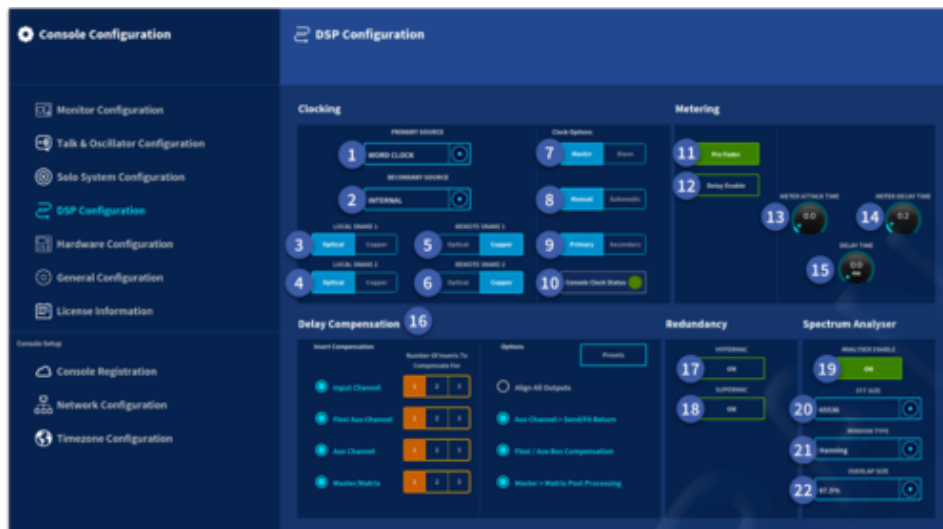 Console Configuration
DSP Configuration
Monitor Configuration
Talk & Oscillator Configuration
Solo System Configuration
DSP Configuration
Hardware Configuration
General Configuration
License Information
Console Setup
Console Registration
Network Configuration
Timezone Configuration
Clocking
PRIMARY SOURCE
1 WORD CLOCK
SECONDARY SOURCE
2 INTERNAL
LOCAL SNAKE 1
REMOTE SNAKE 1
3 Optical Copper
5 Optical Copper
LOCAL SNAKE 2
REMOTE SNAKE 2
4 Optical Copper
6 Optical Copper
Clock Options
7 Master Slave
8 Manual Automatic
9 Primary Secondary
10 Console Clock Status
Metering
11 Pre Fader
12 Delay Enable
METER ATTACK TIME
13 0.0
METER DECAY TIME
14 0.2
DELAY TIME
15 0.0
ms
Delay Compensation 16
Insert Compensation
Number Of Inserts To
Compensate For
Input Channel 1 2 3
Flexi Aux Channel 1 2 3
Aux Channel 1 2 3
Master/Matrix 1 2 3
Options
Presets
Align All Outputs
Aux Channel + Send/FX Return
Flexi / Aux Bus Compensation
Master + Matrix Post Processing
Redundancy
HYPERMAC
17 ON
SUPERMAC
18 ON
Spectrum Analyser
ANALYSER ENABLE
19 ON
FFT SIZE
20 65536
WINDOW TYPE
21 Hanning
OVERLAP SIZE
22 87.5%